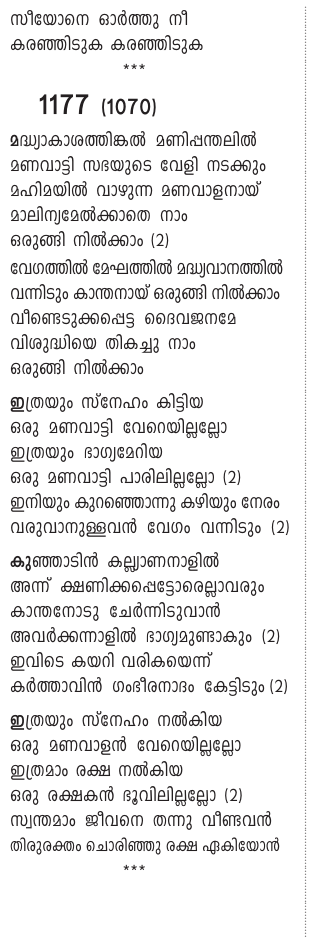 സീയോനെ ഓർത്തു നീ
കരഞ്ഞിടുക കരഞ്ഞിടുക
***
1177 (1070)
മദ്ധ്യാകാശത്തിങ്കൽ മണിപ്പന്തലിൽ
മണവാട്ടി സഭയുടെ വേളി നടക്കും
മഹിമയിൽ വാഴുന്ന മണവാളനായ്
മാലിന്യമേൽക്കാതെ നാം
ഒരുങ്ങി നിൽക്കാം (2)
വേഗത്തിൽ മേഘത്തിൽ മദ്ധ്യവാനത്തിൽ
വന്നിടും കാന്തനായ് ഒരുങ്ങി നിൽക്കാം
വീണ്ടെടുക്കപ്പെട്ട ദൈവജനമേ
വിശുദ്ധിയെ തികച്ചു നാം
ഒരുങ്ങി നിൽക്കാം
ഇത്രയും സ്നേഹം കിട്ടിയ
ഒരു മണവാട്ടി വേറെയില്ലല്ലോ
ഇത്രയും ഭാഗ്യമേറിയ
ഒരു മണവാട്ടി പാരിലില്ലല്ലോ (2)
ഇനിയും കുറഞ്ഞൊന്നു കഴിയും നേരം
വരുവാനുള്ളവൻ വേഗം വന്നിടും (2)
കുഞ്ഞാടിൻ കല്ല്യാണനാളിൽ
അന്ന് ക്ഷണിക്കപ്പെട്ടോരെല്ലാവരും
കാന്തനോടു ചേർന്നിടുവാൻ
അവർക്കന്നാളിൽ ഭാഗ്യമുണ്ടാകും (2)
ഇവിടെ കയറി വരികയെന്ന്
കർത്താവിൻ ഗംഭീരനാദം കേട്ടിടും (2)
ഇത്രയും സ്നേഹം നൽകിയ
ഒരു മണവാളൻ വേറെയില്ലല്ലോ
ഇത്രമാം രക്ഷ നൽകിയ
ഒരു രക്ഷകൻ ഭൂവിലില്ലല്ലോ (2)
സ്വന്തമാം ജീവനെ തന്നു വീണ്ടവൻ
തിരുരക്തം ചൊരിഞ്ഞു രക്ഷ ഏകിയോൻ
***